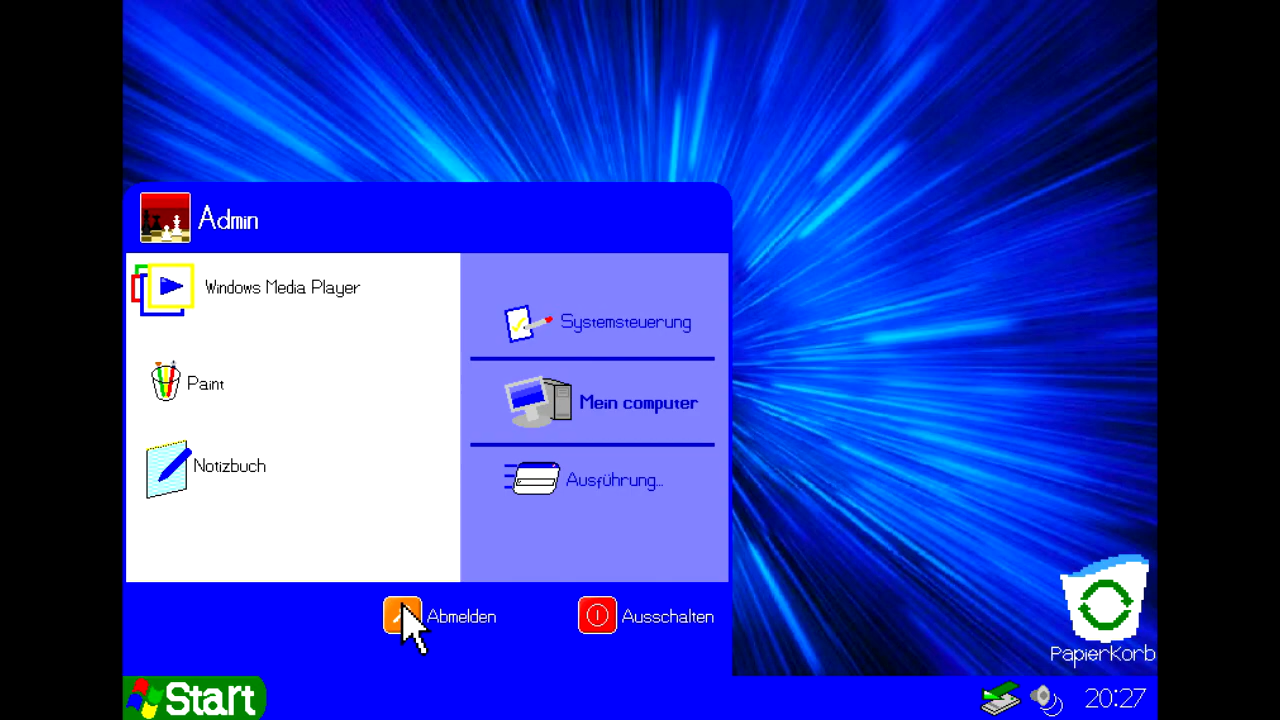 Admin
Windows Media Player
Paint
Notizbuch
Systemsteuerung
Mein computer
Ausführung...
Abmelden
Ausschalten
PapierKorb
Start
20:27